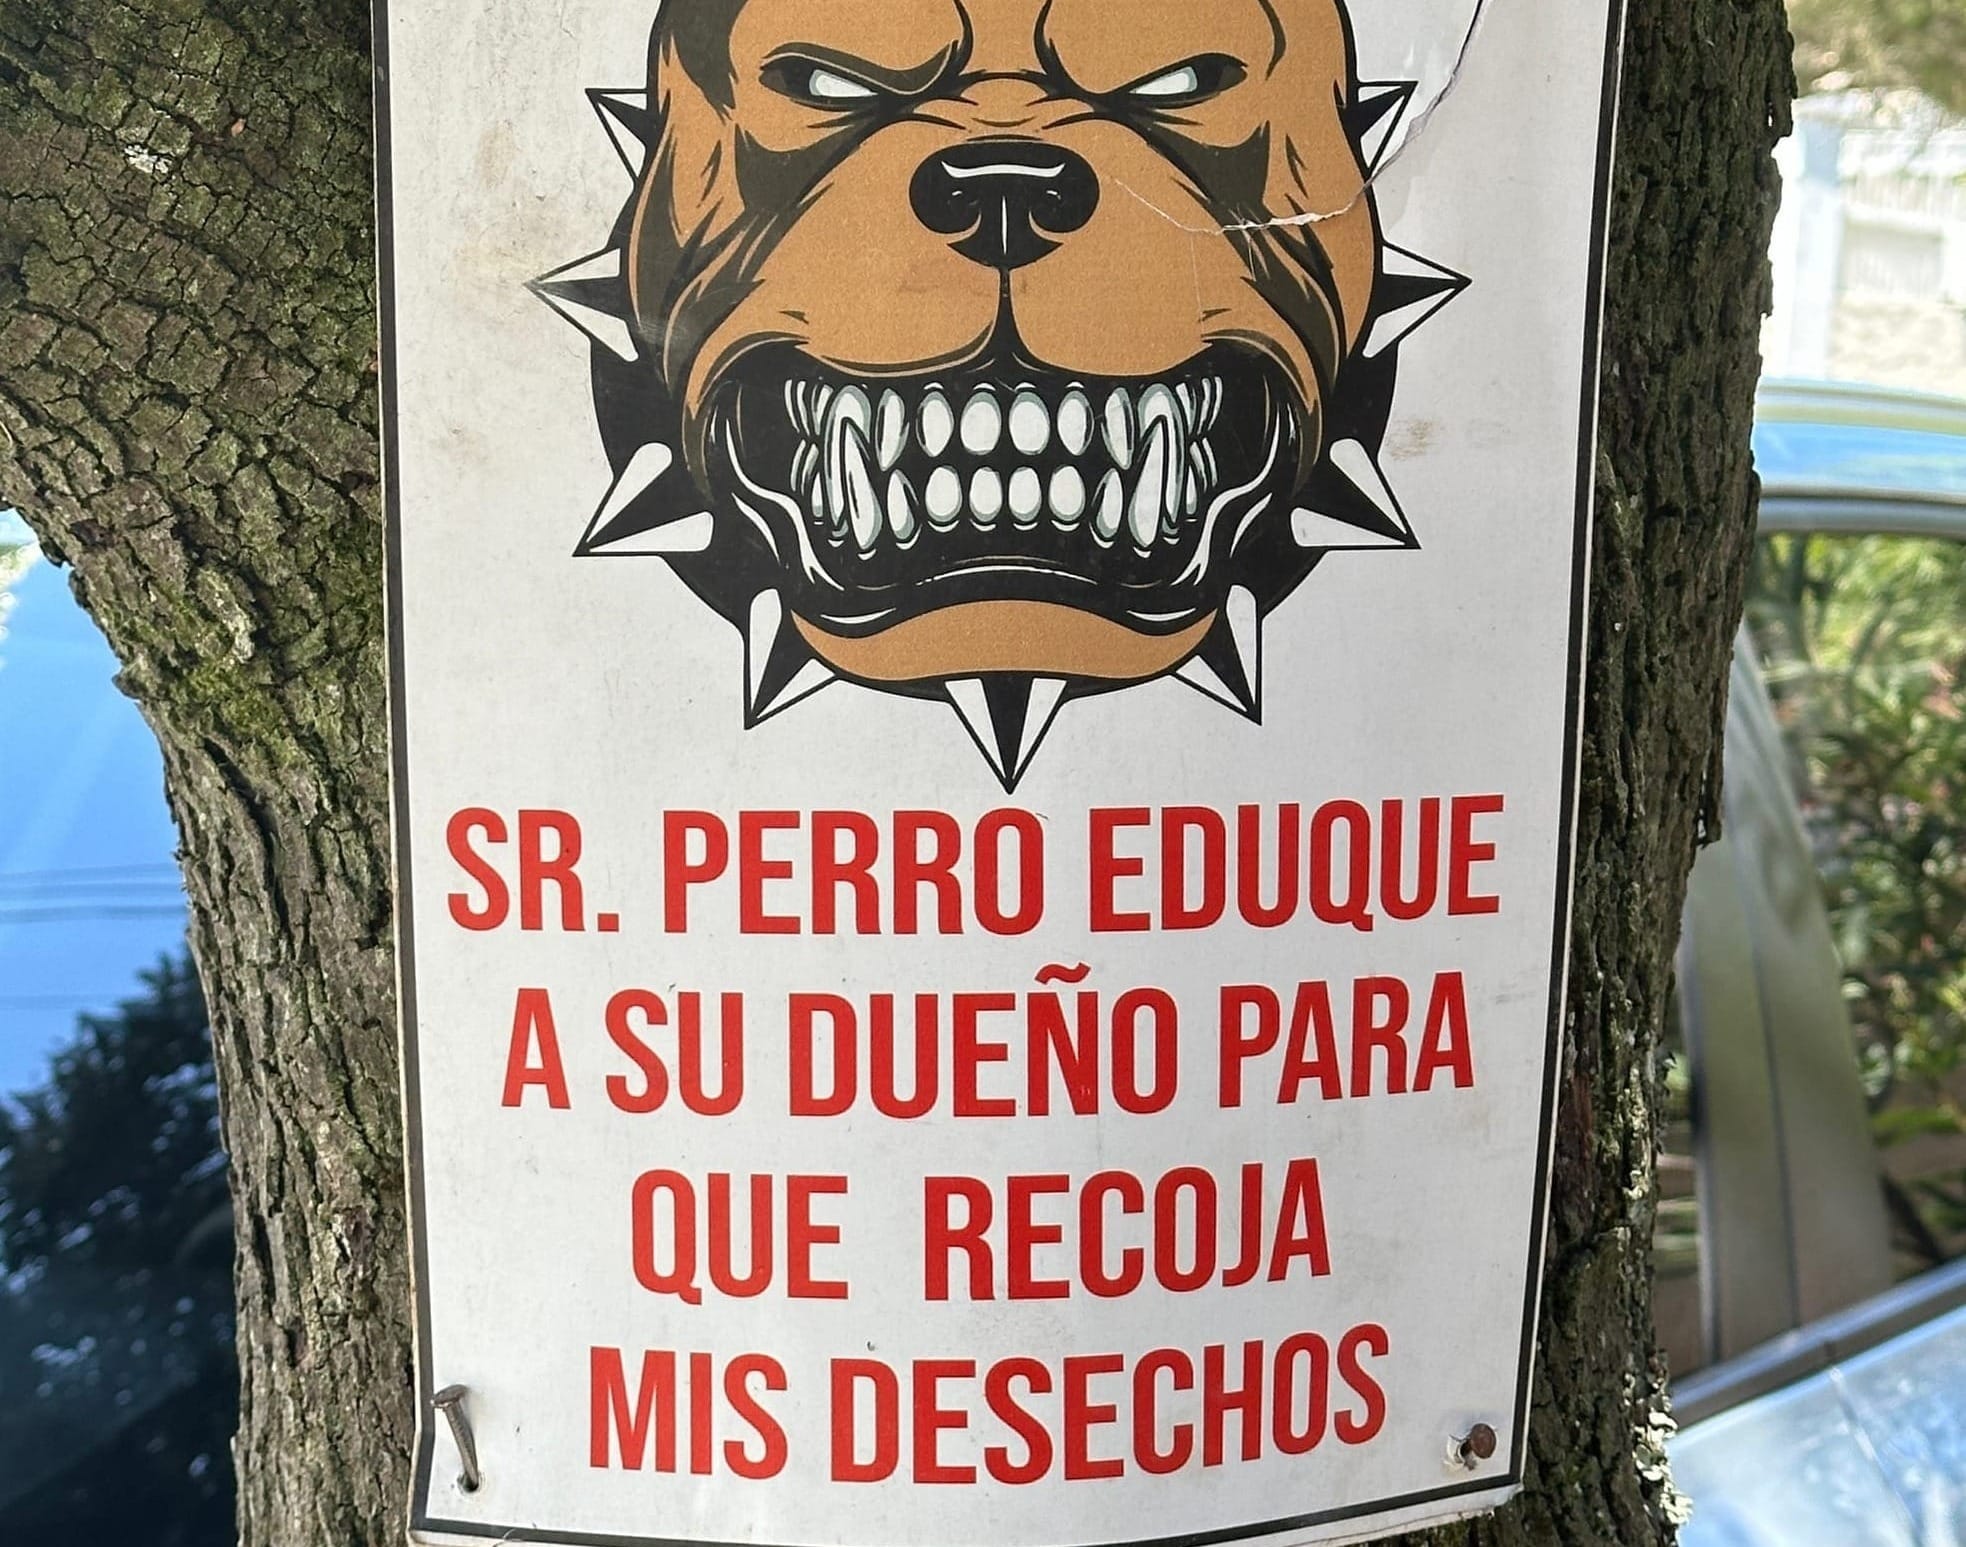 SR. PERRO EDUQUE
A SU DUEÑO PARA
QUE RECOJA
MIS DESECHOS